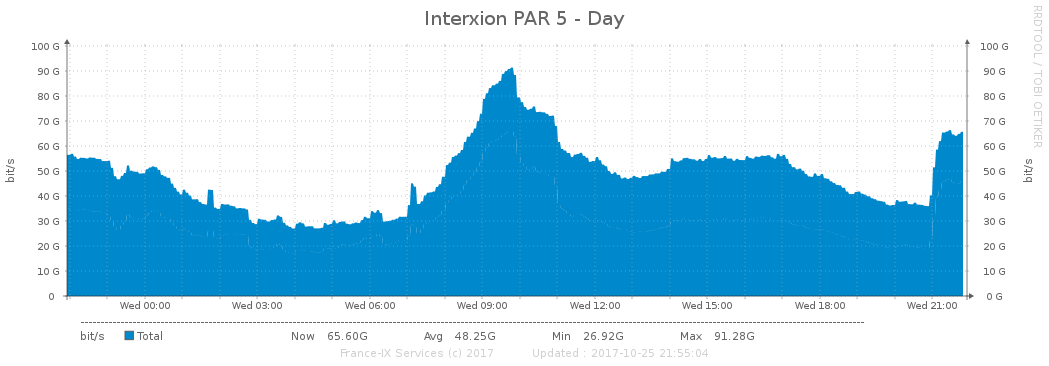 Interxion PAR 5 - Day
RRDTOOL / TOBI OETIKER
bit/s
100 G 100 G
90 G 90 G
80 G 80 G
70 G 70 G
60 G 60 G
50 G 50 G
40 G 40 G
30 G 30 G
20 G 20 G
10 G 10 G
0 0 G
bit/s
Wed 00:00 Wed 03:00 Wed 06:00 Wed 09:00 Wed 12:00 Wed 15:00 Wed 18:00 Wed 21:00
bit/s Total Now 65.60G Avg 48.25G Min 26.92G Max 91.28G
France-IX Services (c) 2017 Updated : 2017-10-25 21:55:04